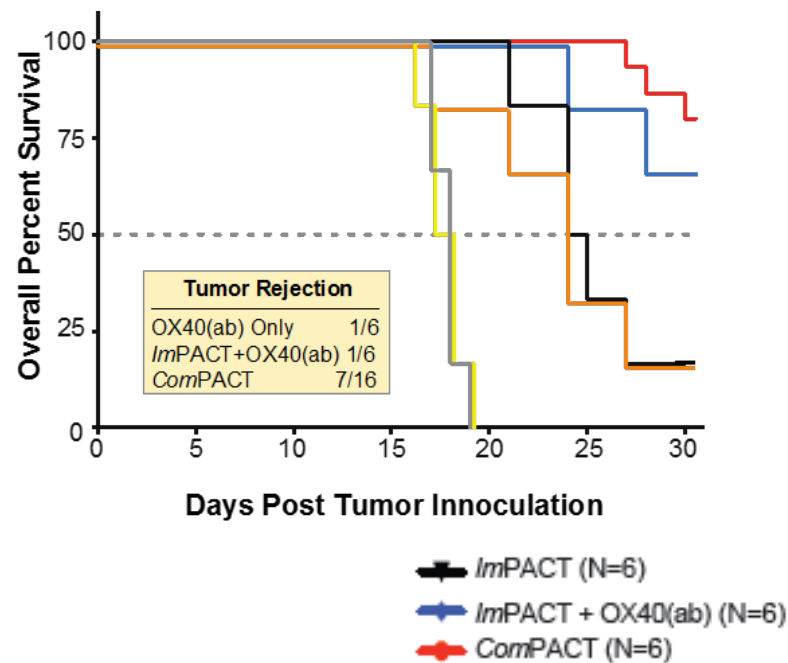 Overall Percent Survival
100
75
50
25
0
Tumor Rejection
OX40(ab) Only 1/6
ImPACT+OX40(ab) 1/6
ComPACT 7/16
0 5 10 15 20 25 30
Days Post Tumor Innoculation
ImPACT (N=6)
ImPACT + OX40(ab) (N=6)
ComPACT (N=6)